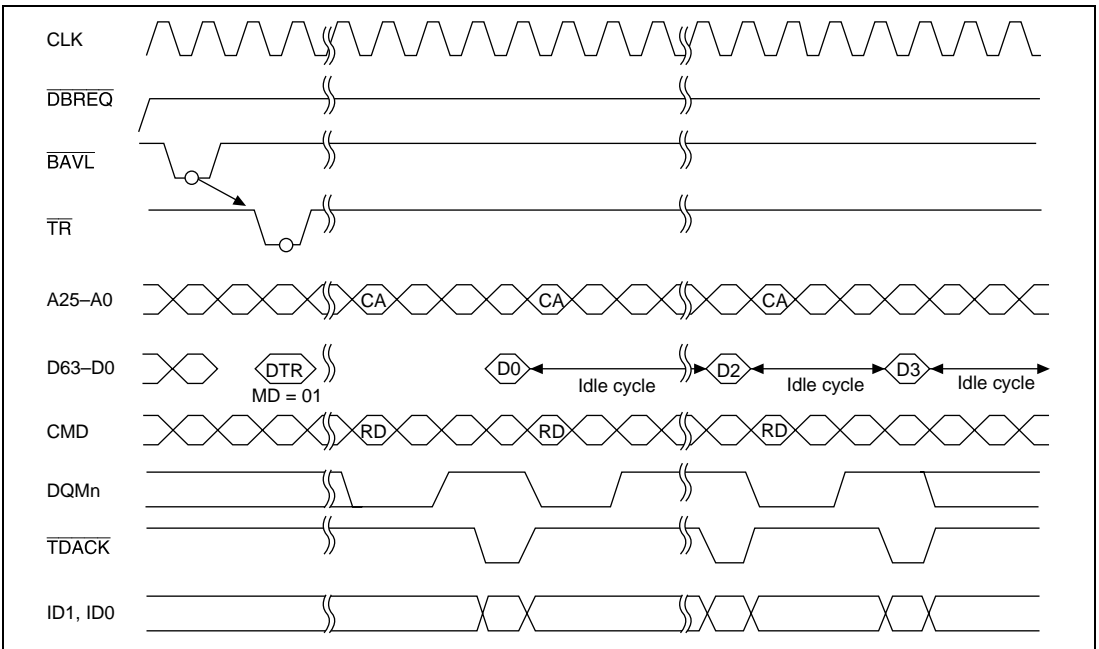 CLK
DBREQ
BAVL
TR
A25–A0 CA CA CA
D63–D0 DTR D0 Idle cycle D2 Idle cycle D3 Idle cycle
MD = 01
CMD RD RD RD
DQMn
TDACK
ID1, ID0